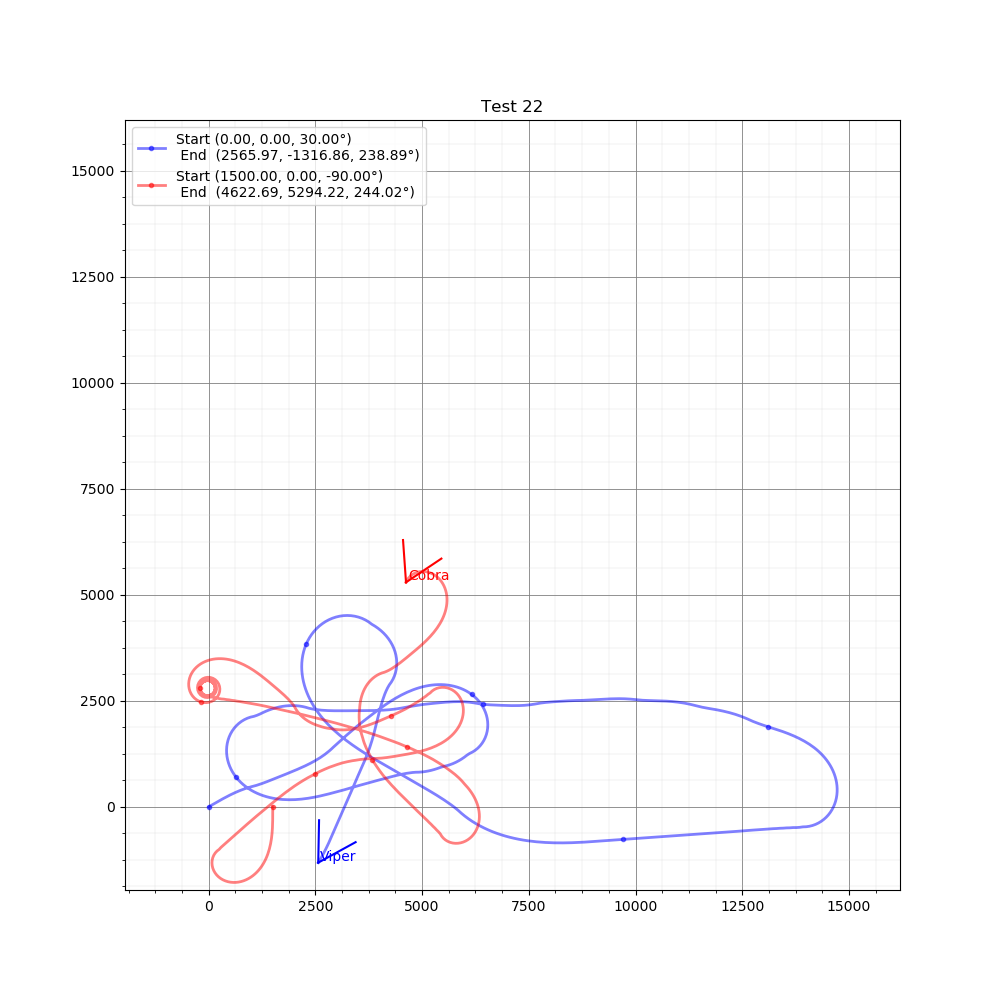 Test 22
Start (0.00, 0.00, 30.00°)
End  (2565.97, -1316.86, 238.89°)
Start (1500.00, 0.00, -90.00°)
End  (4622.69, 5294.22, 244.02°)
15000
12500
10000
7500
5000
2500
0
Cobra
Viper
0 2500 5000 7500 10000 12500 15000